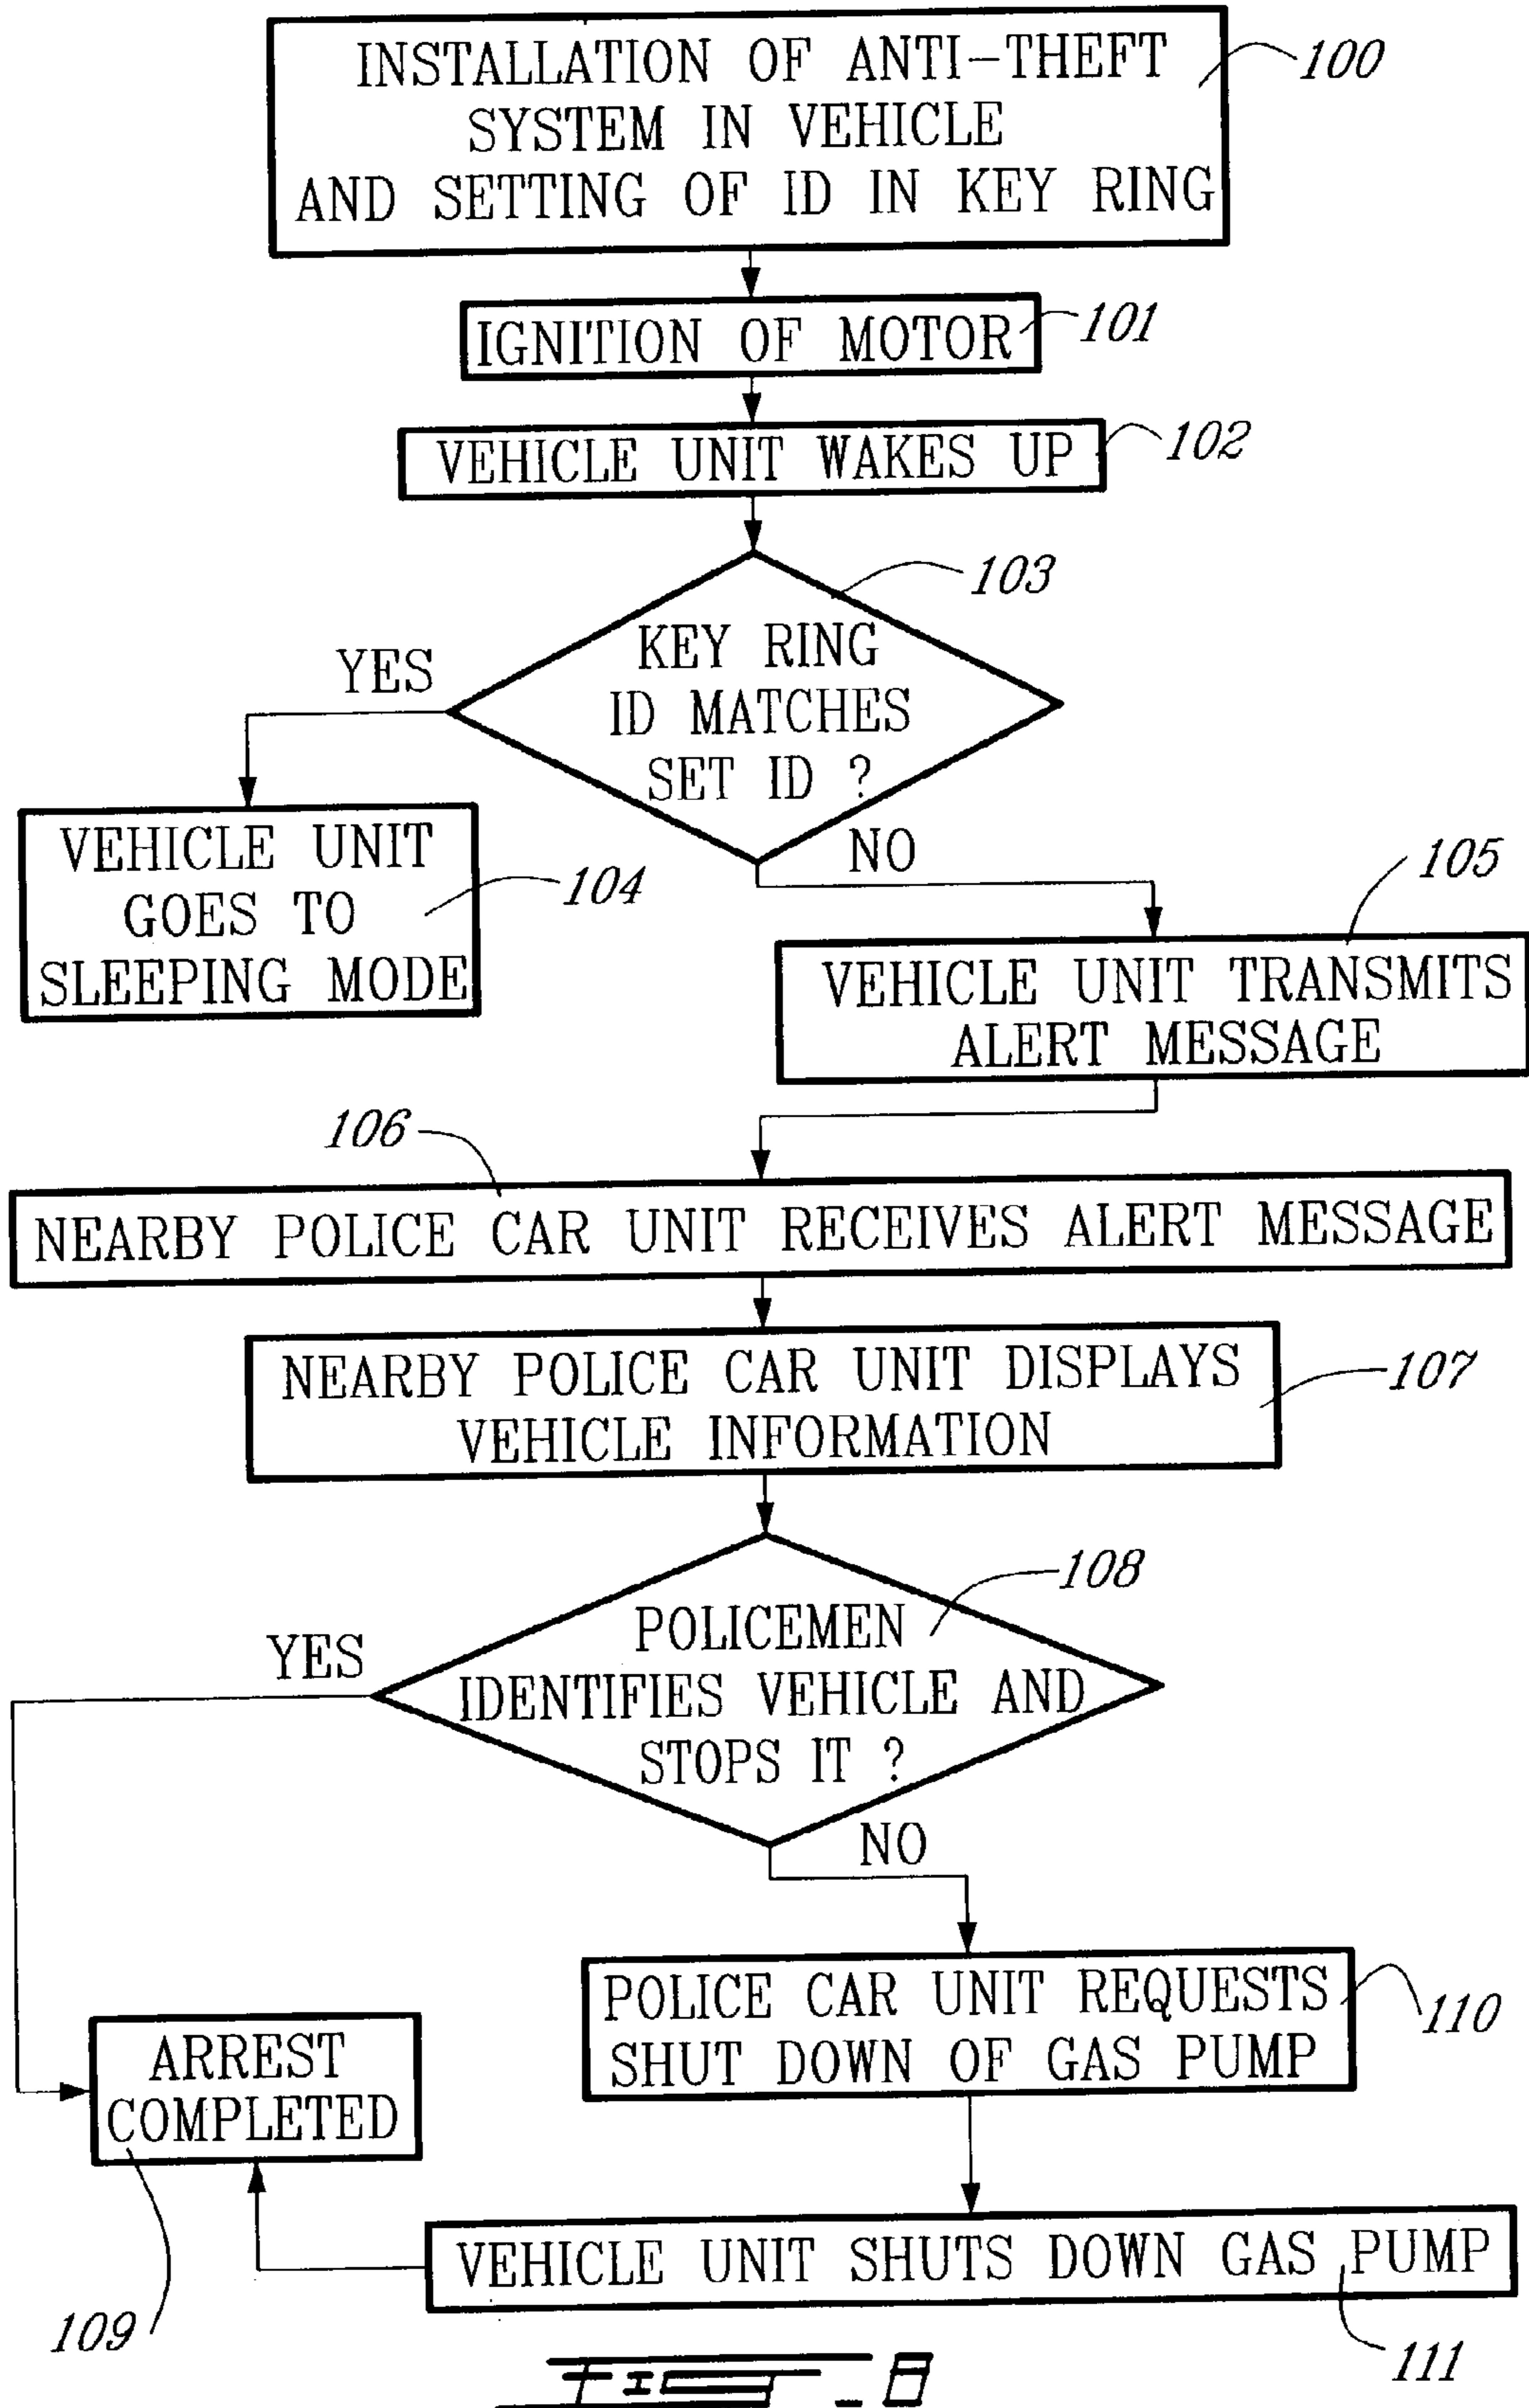 INSTALLATION OF ANTI-THEFT
SYSTEM IN VEHICLE
AND SETTING OF ID IN KEY RING
100
IGNITION OF MOTOR
101
VEHICLE UNIT WAKES UP
102
103
KEY RING
ID MATCHES
SET ID ?
YES
NO
VEHICLE UNIT
GOES TO
SLEEPING MODE
104
105
VEHICLE UNIT TRANSMITS
ALERT MESSAGE
106
NEARBY POLICE CAR UNIT RECEIVES ALERT MESSAGE
NEARBY POLICE CAR UNIT DISPLAYS
VEHICLE INFORMATION
107
108
POLICEMEN
IDENTIFIES VEHICLE AND
STOPS IT ?
YES
NO
POLICE CAR UNIT REQUESTS
SHUT DOWN OF GAS PUMP
110
ARREST
COMPLETED
109
VEHICLE UNIT SHUTS DOWN GAS PUMP
111
FIG - 8